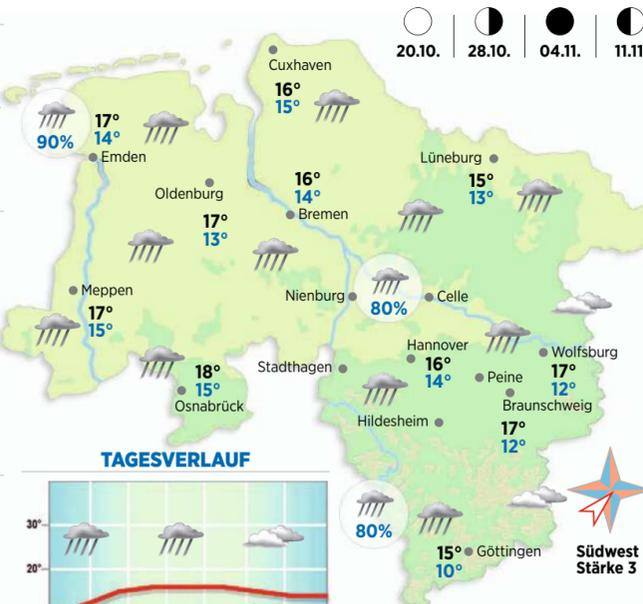 20.10.
28.10.
04.11.
11.11
Cuxhaven
16°
15°
17°
14°
90%
Emden
Lüneburg
15°
13°
Oldenburg
16°
14°
Bremen
17°
13°
Meppen
17°
15°
Nienburg
80%
Celle
Hannover
16°
14°
Wolfsburg
17°
12°
Stadthagen
18°
15°
Osnabrück
Peine
Braunschweig
Hildesheim
17°
12°
TAGESVERLAUF
30°
20°
80%
15°
10°
Göttingen
Südwest
Stärke 3